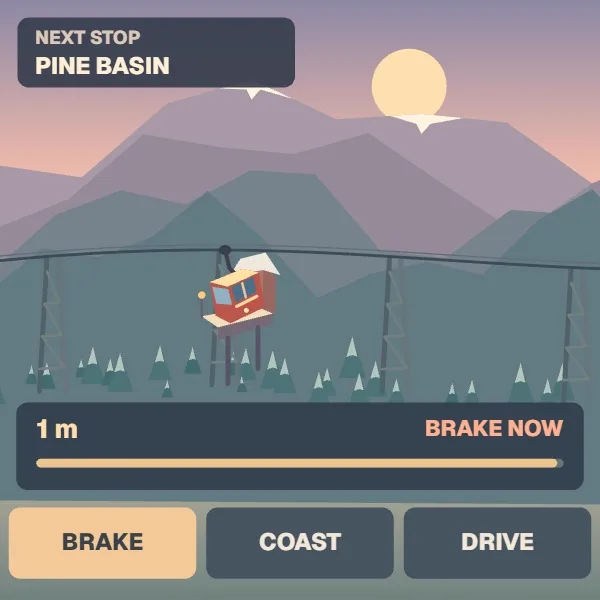 NEXT STOP
PINE BASIN
1 m
BRAKE NOW
BRAKE
COAST
DRIVE